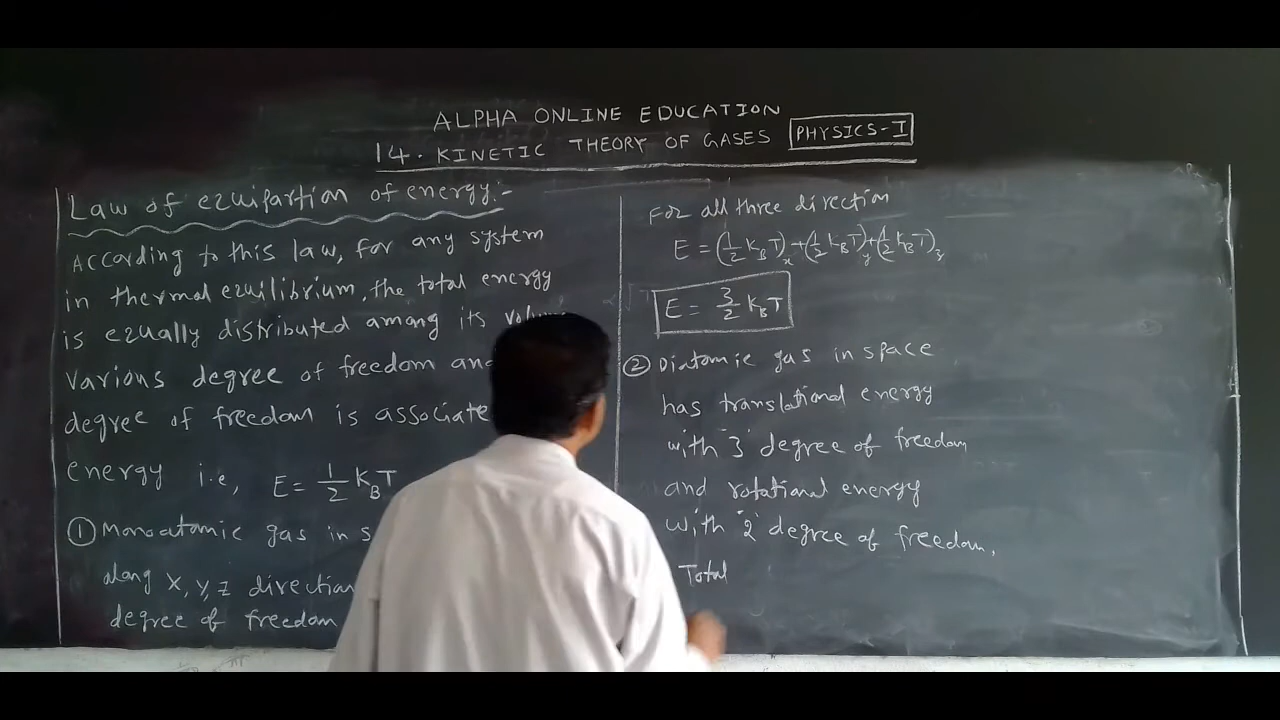 ALPHA ONLINE EDUCATION
14. KINETIC THEORY OF GASES PHYSICS-I
Law of equipartion of energy:-
According to this law, for any system
in thermal equilibrium, the total energy
is equally distributed among its
various degree of freedom and
degree of freedom is associate
energy i.e, E = 1/2 K_B T
① Monoatomic gas in s
along X, Y, Z direction
degree of freedom
For all three direction
E = (1/2 K_B T)_x + (1/2 K_B T)_y + (1/2 K_B T)_z
E = 3/2 K_B T
② Diatomic gas in space
has translational energy
with '3' degree of freedom
and rotational energy
with '2' degree of freedom.
Total